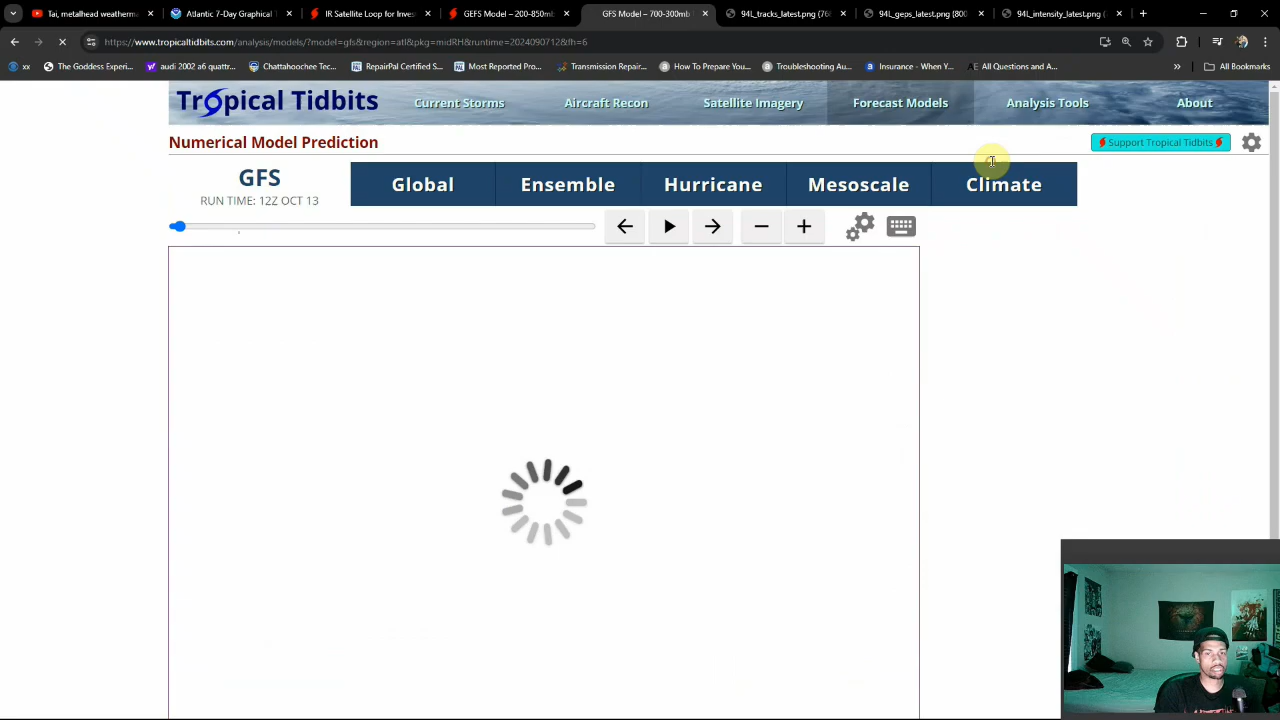 Tai, metalhead weatherma
Atlantic 7-Day Graphical
IR Satellite Loop for Inves
GEFS Model – 200-850mb
GFS Model – 700-300mb
94L_tracks_latest.png (76
94L_geps_latest.png (800
94L_intensity_latest.png (
https://www.tropicaltidbits.com/analysis/models/?model=gfs&region=atl&pkg=midRH&runtime=2024090712&fh=6
xx
The Goddess Experi...
audi 2002 a6 quattr...
Chattahoochee Tec...
RepairPal Certified S...
Most Reported Pro...
Transmission Repair...
How To Prepare You...
Troubleshooting Au...
Insurance - When Y...
All Questions and A...
»
All Bookmarks
Tropical Tidbits
Current Storms
Aircraft Recon
Satellite Imagery
Forecast Models
Analysis Tools
About
Numerical Model Prediction
Support Tropical Tidbits
GFS
RUN TIME: 12Z OCT 13
Global
Ensemble
Hurricane
Mesoscale
Climate